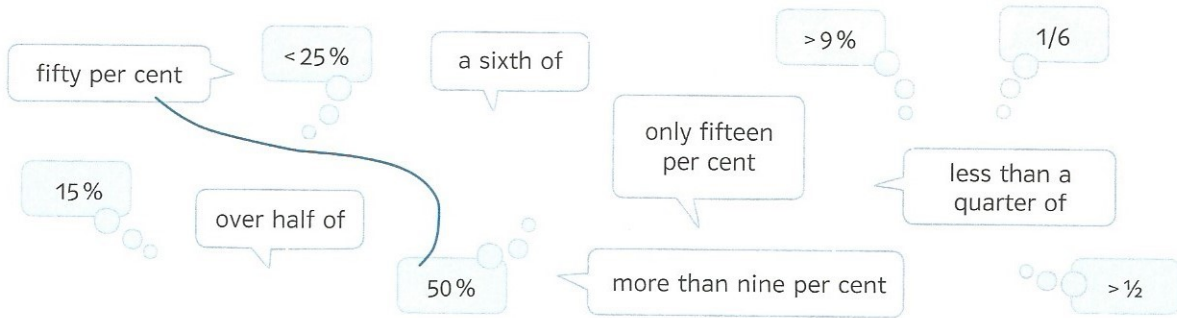 fifty per cent
<25%
a sixth of
>9%
1/6
only fifteen
per cent
less than a
quarter of
15%
over half of
50%
more than nine per cent
>½